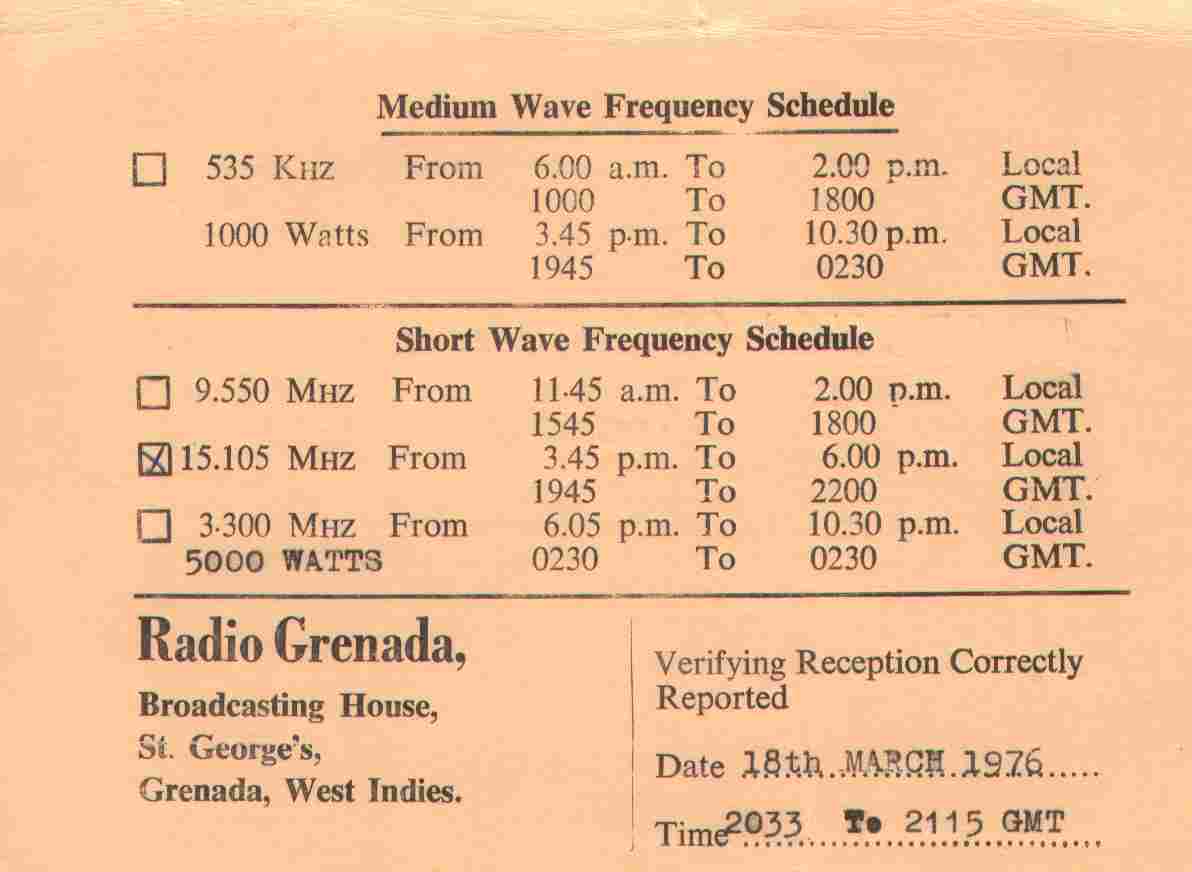 Medium Wave Frequency Schedule
☐ 535 KHZ From 6.00 a.m. To 2.00 p.m. Local
1000 To 1800 GMT.
1000 Watts From 3.45 p.m. To 10.30 p.m. Local
1945 To 0230 GMT.
Short Wave Frequency Schedule
☐ 9.550 MHZ From 11.45 a.m. To 2.00 p.m. Local
1545 To 1800 GMT.
☒ 15.105 MHZ From 3.45 p.m. To 6.00 p.m. Local
1945 To 2200 GMT.
☐ 3.300 MHZ From 6.05 p.m. To 10.30 p.m. Local
5000 WATTS 0230 To 0230 GMT.
Radio Grenada,
Broadcasting House,
St. George's,
Grenada, West Indies.
Verifying Reception Correctly
Reported
Date 18th MARCH 1976
Time 2033 To 2115 GMT